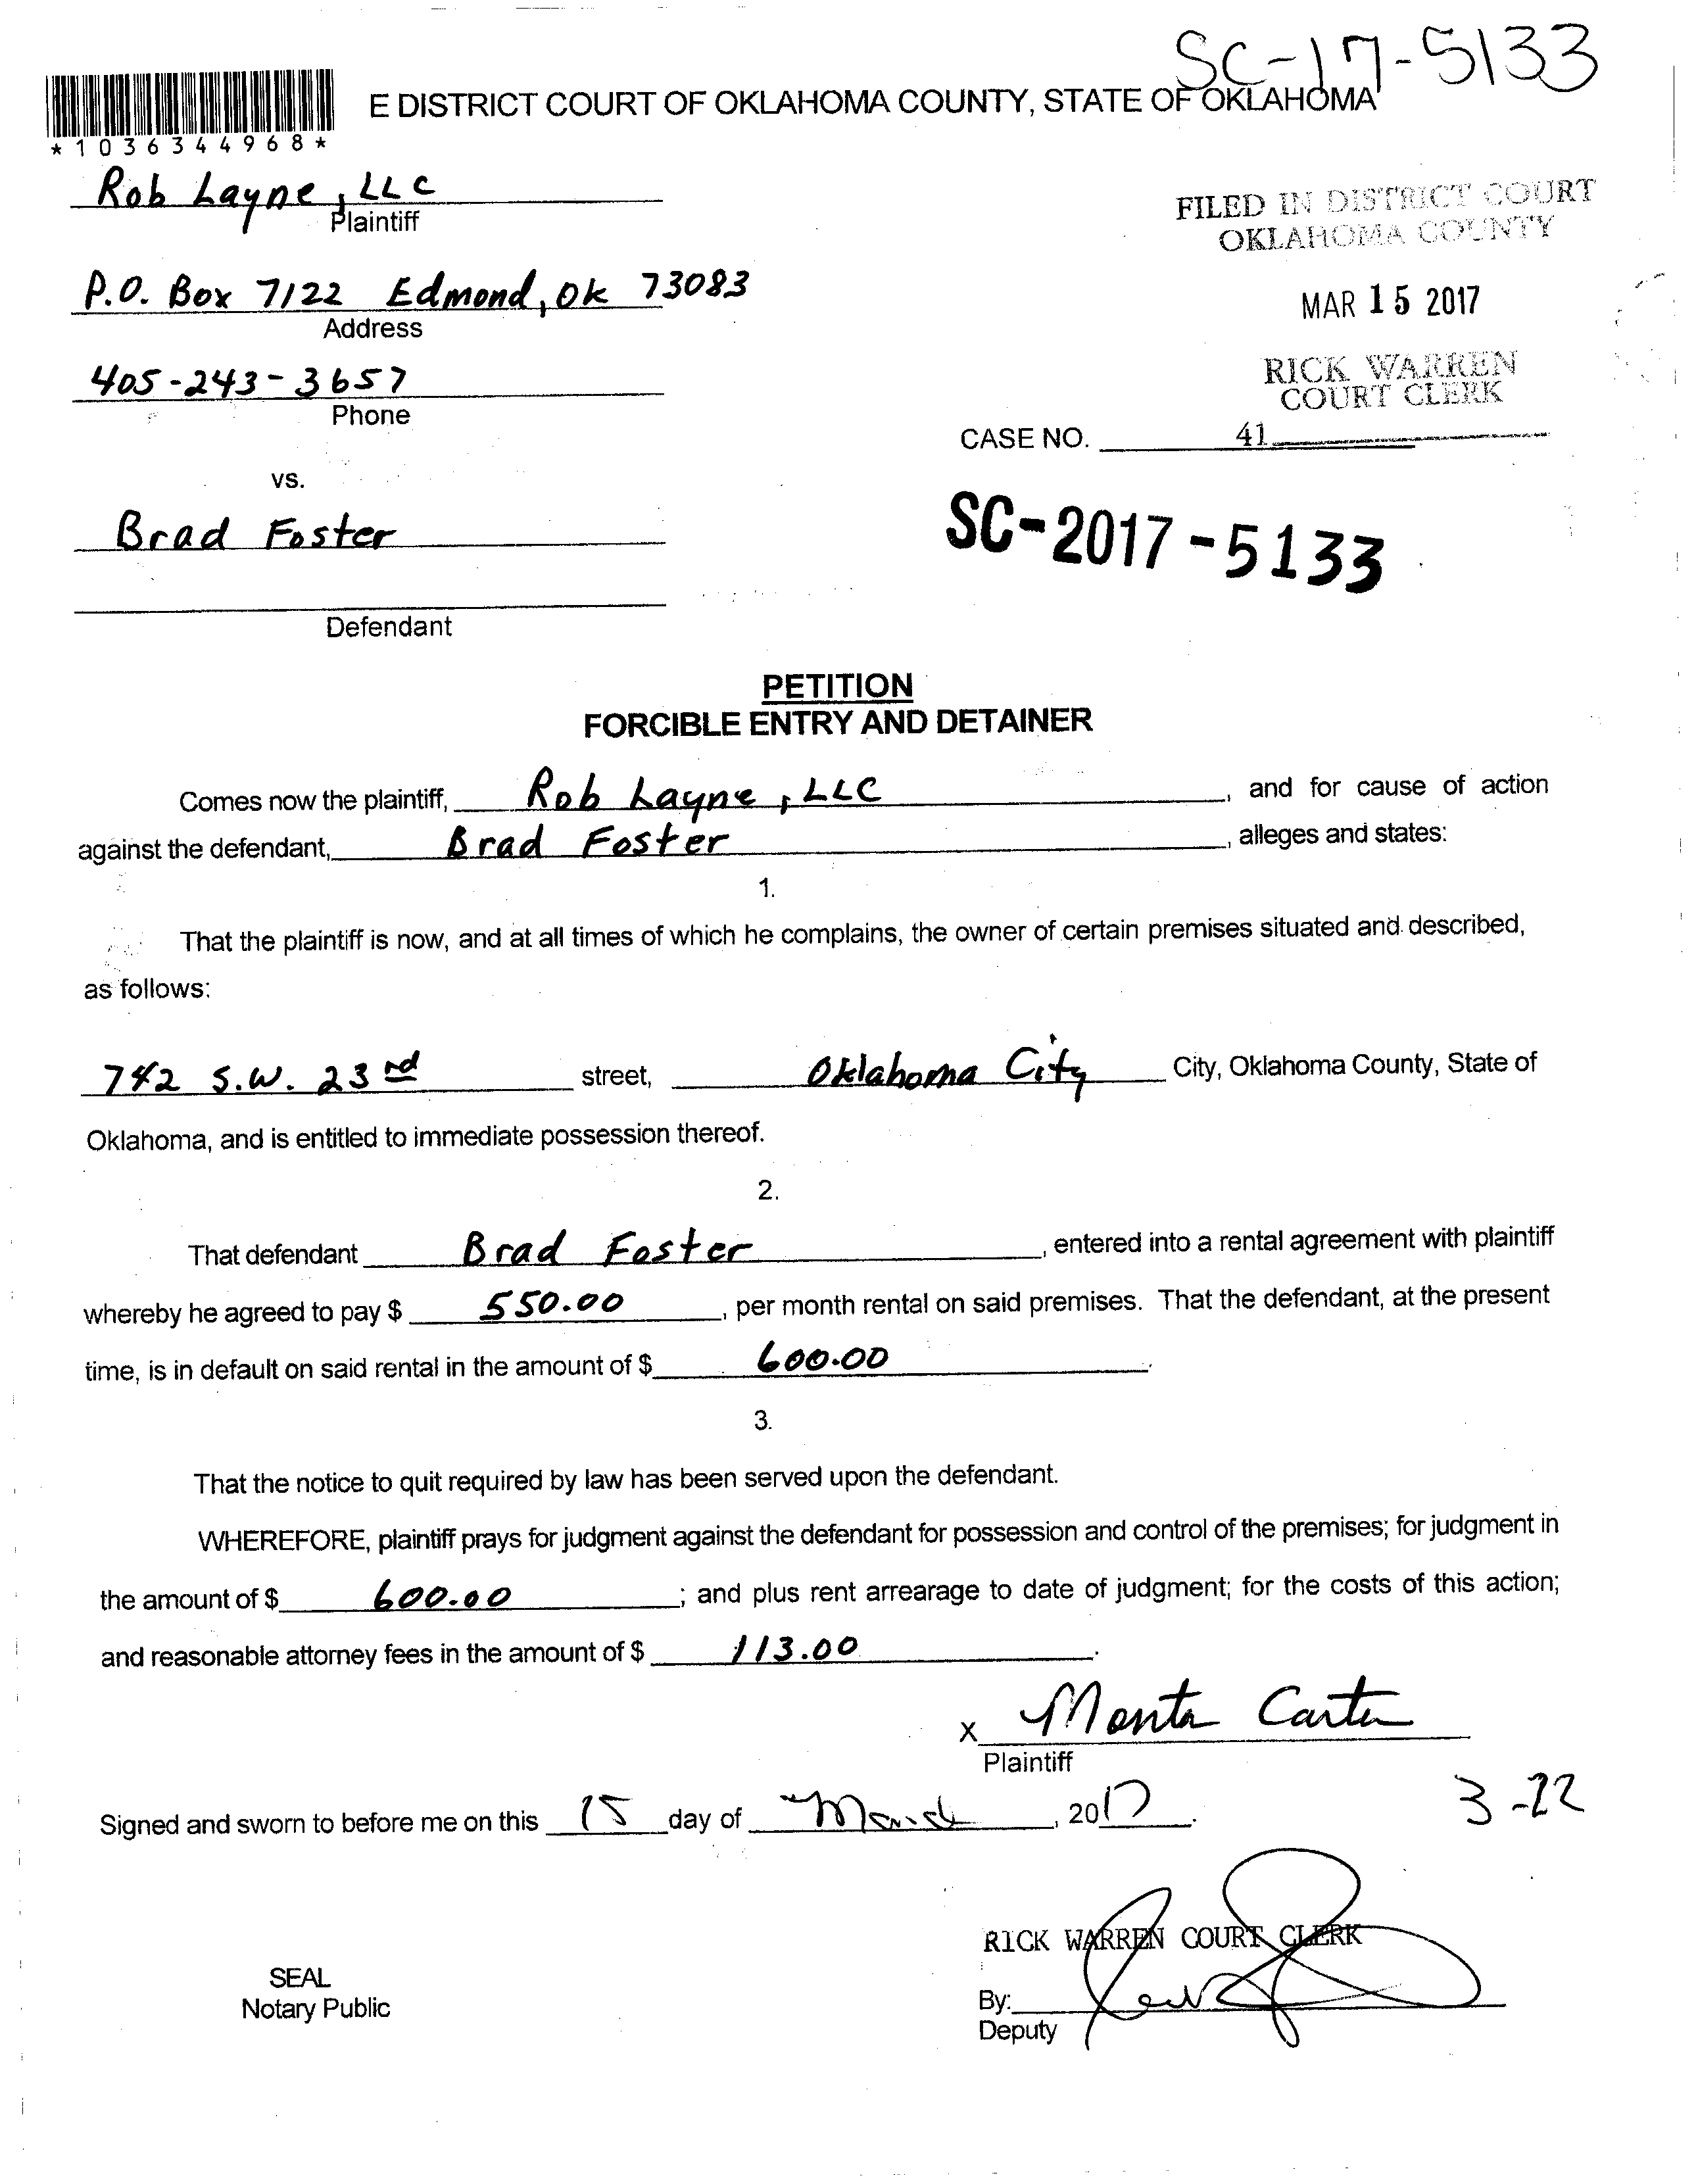 SC-17-5133
E DISTRICT COURT OF OKLAHOMA COUNTY, STATE OF OKLAHOMA
*1036344968*
Rob Layne, LLC
Plaintiff
FILED IN DISTRICT COURT
OKLAHOMA COUNTY
P.O. Box 7122 Edmond, OK 73083
Address
MAR 15 2017
405-243-3657
Phone
RICK WARREN
COURT CLERK
CASE NO. 41
vs.
Brad Foster
SC-2017-5133
Defendant
PETITION
FORCIBLE ENTRY AND DETAINER
Comes now the plaintiff, Rob Layne, LLC, and for cause of action
against the defendant, Brad Foster, alleges and states:
1.
That the plaintiff is now, and at all times of which he complains, the owner of certain premises situated and described,
as follows:
742 S.W. 23rd street, Oklahoma City City, Oklahoma County, State of
Oklahoma, and is entitled to immediate possession thereof.
2.
That defendant Brad Foster, entered into a rental agreement with plaintiff
whereby he agreed to pay $ 550.00, per month rental on said premises. That the defendant, at the present
time, is in default on said rental in the amount of $ 600.00.
3.
That the notice to quit required by law has been served upon the defendant.
WHEREFORE, plaintiff prays for judgment against the defendant for possession and control of the premises; for judgment in
the amount of $ 600.00; and plus rent arrearage to date of judgment; for the costs of this action;
and reasonable attorney fees in the amount of $ 113.00.
X Monta Carter
Plaintiff
3-22
Signed and sworn to before me on this 15 day of March, 2017.
RICK WARREN COURT CLERK
SEAL
Notary Public
By:
Deputy